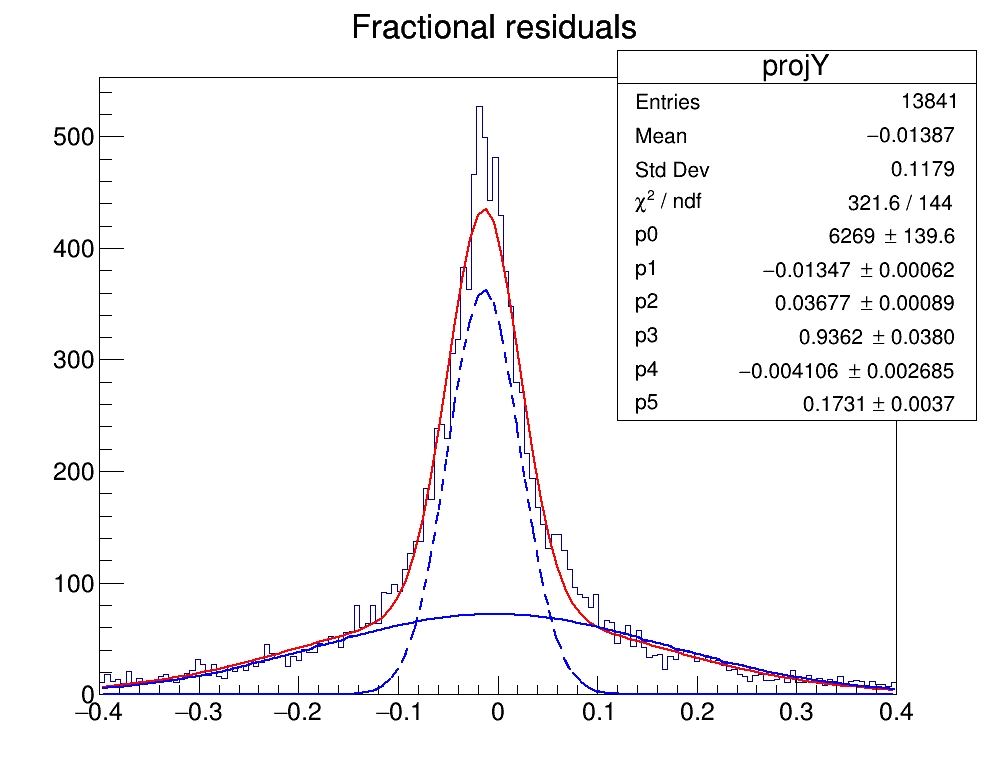 Fractional residuals
projY
Entries 13841
Mean −0.01387
Std Dev 0.1179
χ² / ndf 321.6 / 144
p0 6269 ± 139.6
p1 −0.01347 ± 0.00062
p2 0.03677 ± 0.00089
p3 0.9362 ± 0.0380
p4 −0.004106 ± 0.002685
p5 0.1731 ± 0.0037
500
400
300
200
100
0
−0.4 −0.3 −0.2 −0.1 0 0.1 0.2 0.3 0.4